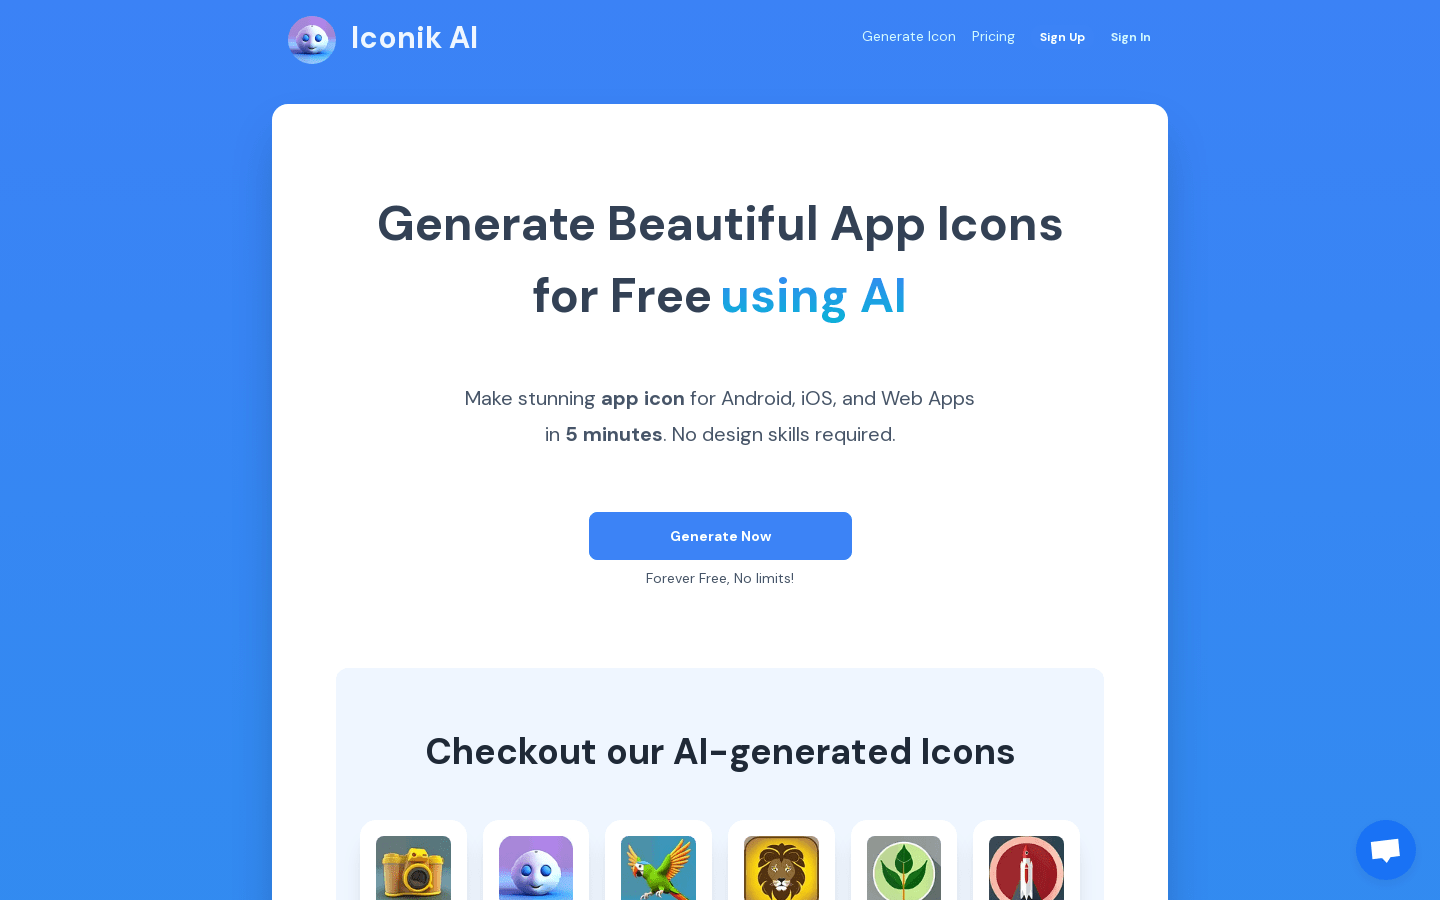 Iconik AI
Generate Icon
Pricing
Sign Up
Sign In
Generate Beautiful App Icons
for Free using AI
Make stunning app icon for Android, iOS, and Web Apps
in 5 minutes. No design skills required.
Generate Now
Forever Free, No limits!
Checkout our AI-generated Icons